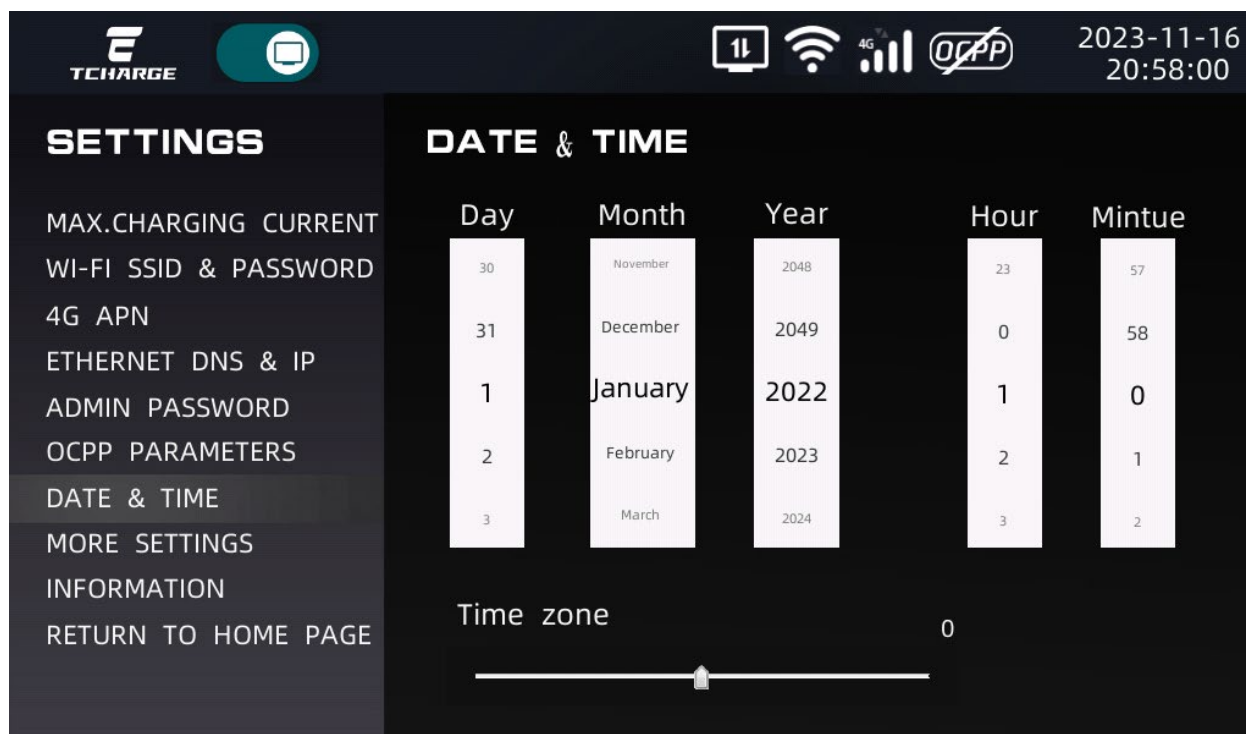 TCHARGE
4G
OCPP
2023-11-16
20:58:00
SETTINGS
MAX.CHARGING CURRENT
WI-FI SSID & PASSWORD
4G APN
ETHERNET DNS & IP
ADMIN PASSWORD
OCPP PARAMETERS
DATE & TIME
MORE SETTINGS
INFORMATION
RETURN TO HOME PAGE
DATE & TIME
Day Month Year Hour Mintue
30 November 2048 23 57
31 December 2049 0 58
1 January 2022 1 0
2 February 2023 2 1
3 March 2024 3 2
Time zone 0